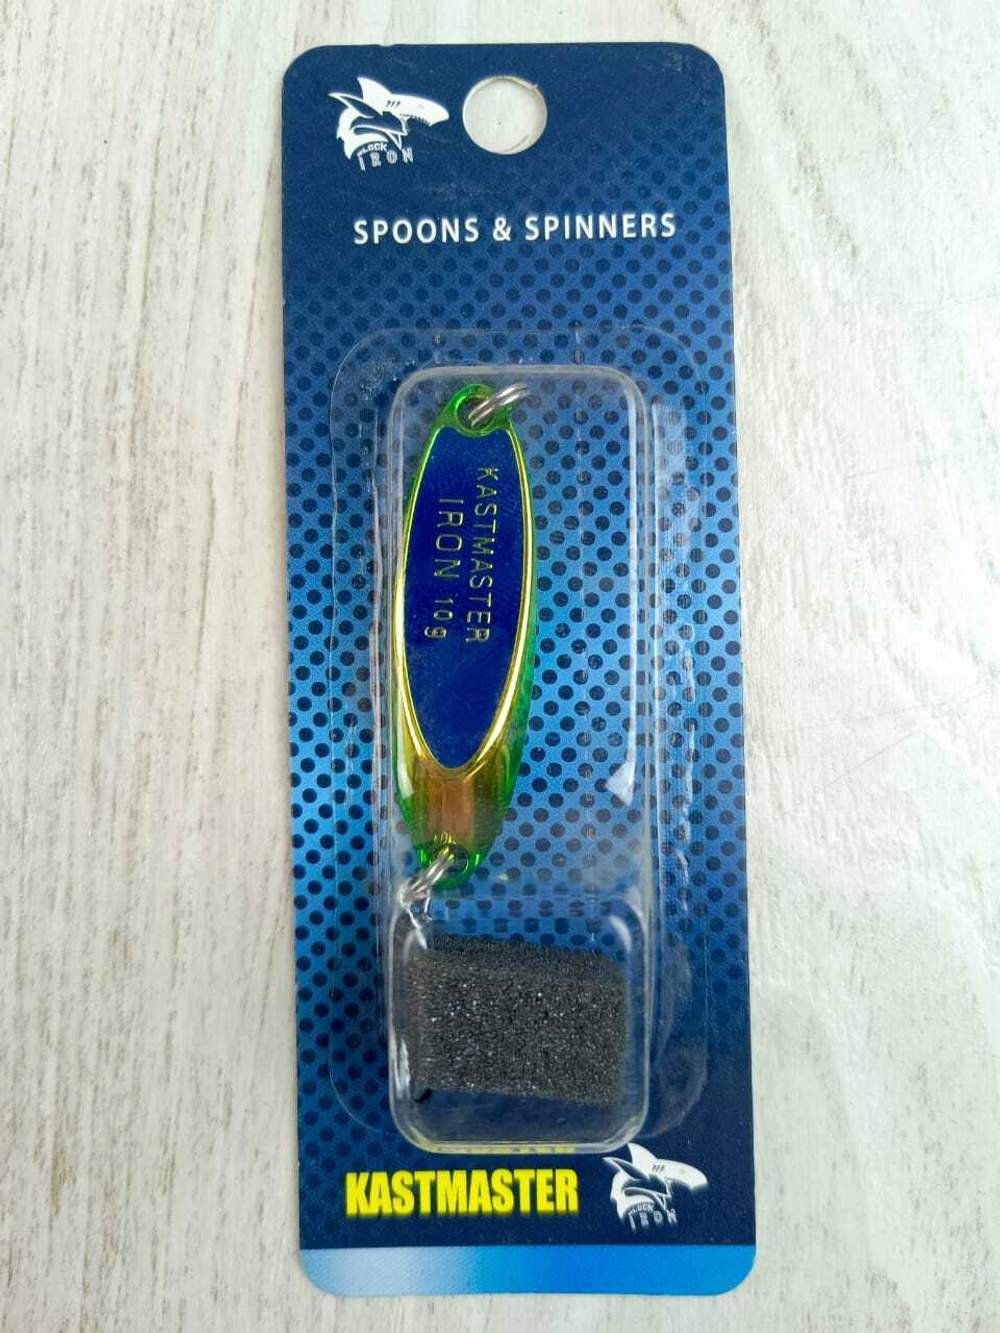 BLACK
IRON
SPOONS & SPINNERS
KASTMASTER
IRON 10g
KASTMASTER
BLACK
IRON